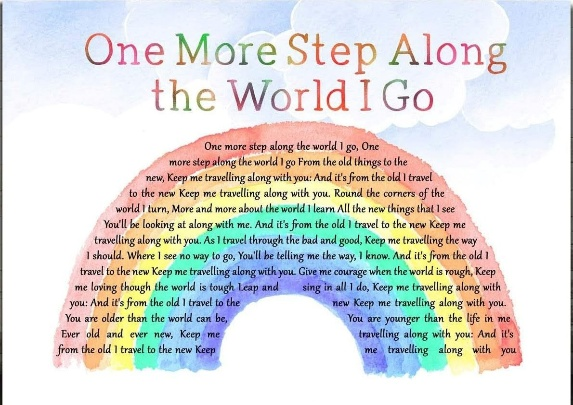 One More Step Along
the World I Go
One more step along the world I go, One
more step along the world I go From the old things to the
new, Keep me travelling along with you: And it's from the old I travel
to the new Keep me travelling along with you. Round the corners of the
world I turn, More and more about the world I learn All the new things that I see
You'll be looking at along with me. And it's from the old I travel to the new Keep me
travelling along with you. As I travel through the bad and good, Keep me travelling the way
I should. Where I see no way to go, You'll be telling me the way, I know. And it's from the old I
travel to the new Keep me travelling along with you. Give me courage when the world is rough, Keep
me loving though the world is tough Leap and sing in all I do, Keep me travelling along with
you: And it's from the old I travel to the new Keep me travelling along with you.
You are older than the world can be, You are younger than the life in me
Ever old and ever new, Keep me travelling along with you: And it's
from the old I travel to the new Keep me travelling along with you